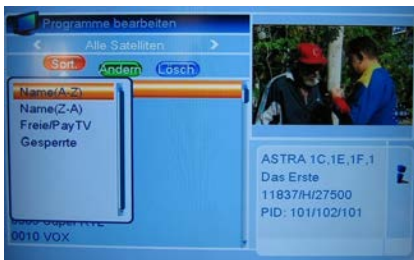 Programme bearbeiten
Alle Satelliten
Sort. Ändern Lösch.
Name(A-Z)
Name(Z-A)
Freie/PayTV
Gesperrte
0010 VOX
ASTRA 1C,1E,1F,1
Das Erste
11837/H/27500
PID: 101/102/101